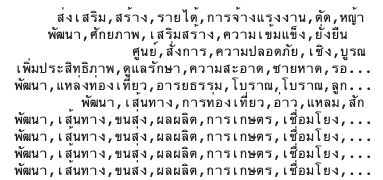 ส่งเสริม,สร้าง,รายได้,การจ้างแรงงาน,ตัด,หญ้า
พัฒนา,ศักยภาพ,เสริมสร้าง,ความเข้มแข็ง,ยั่งยืน
ศูนย์,สั่งการ,ความปลอดภัย,เชิง,บูรณ
เพิ่มประสิทธิภาพ,ดูแลรักษา,ความสะอาด,ชายหาด,รอ...
พัฒนา,แหล่งท่องเที่ยว,อารยธรรม,โบราณ,โบราณ,ลูก...
พัฒนา,เส้นทาง,การท่องเที่ยว,อาว,แหลม,สัก
พัฒนา,เส้นทาง,ขนส่ง,ผลผลิต,การเกษตร,เชื่อมโยง,...
พัฒนา,เส้นทาง,ขนส่ง,ผลผลิต,การเกษตร,เชื่อมโยง,...
พัฒนา,เส้นทาง,ขนส่ง,ผลผลิต,การเกษตร,เชื่อมโยง,...
พัฒนา,เส้นทาง,ขนส่ง,ผลผลิต,การเกษตร,เชื่อมโยง,...